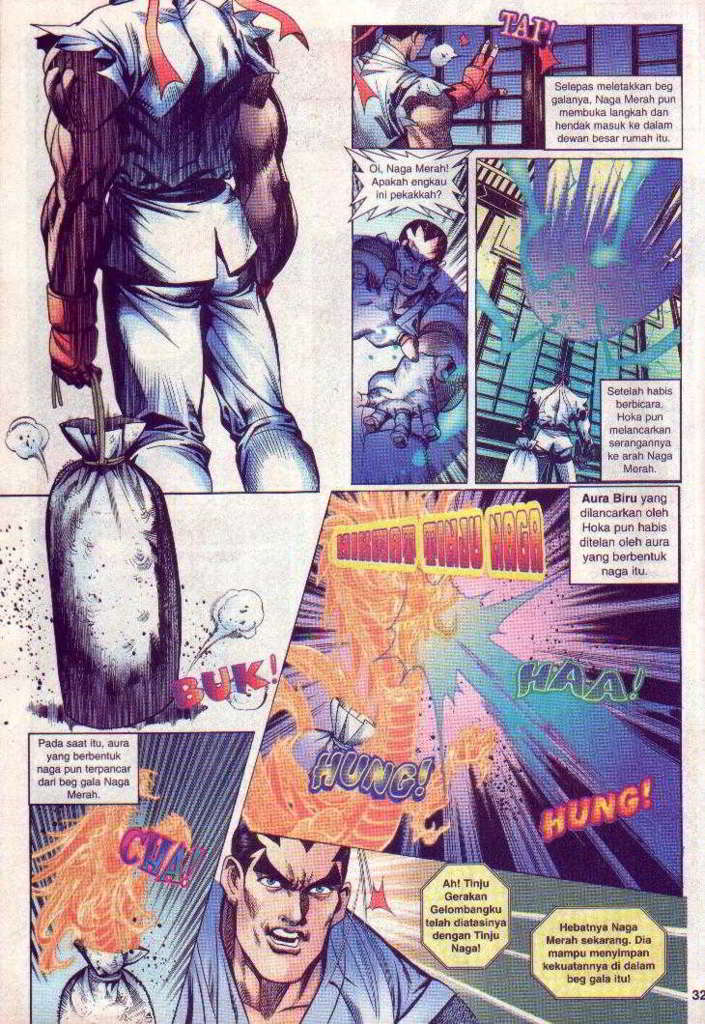 TAP!
Selepas meletakkan beg
galanya, Naga Merah pun
membuka langkah dan
hendak masuk ke dalam
dewan besar rumah itu.
Oi, Naga Merah!
Apakah engkau
ini pekakkah?
Setelah habis
berbicara,
Hoka pun
melancarkan
serangannya
ke arah Naga
Merah.
BUK!
Pada saat itu, aura
yang berbentuk
naga pun terpancar
dari beg gala Naga
Merah.
CHA!
HIKMAT TINJU NAGA
Aura Biru yang
dilancarkan oleh
Hoka pun habis
ditelan oleh aura
yang berbentuk
naga itu.
HAA!
HUNG!
HUNG!
Ah! Tinju
Gerakan
Gelombangku
telah diatasinya
dengan Tinju
Naga!
Hebatnya Naga
Merah sekarang. Dia
mampu menyimpan
kekuatannya di dalam
beg gala itu!
32